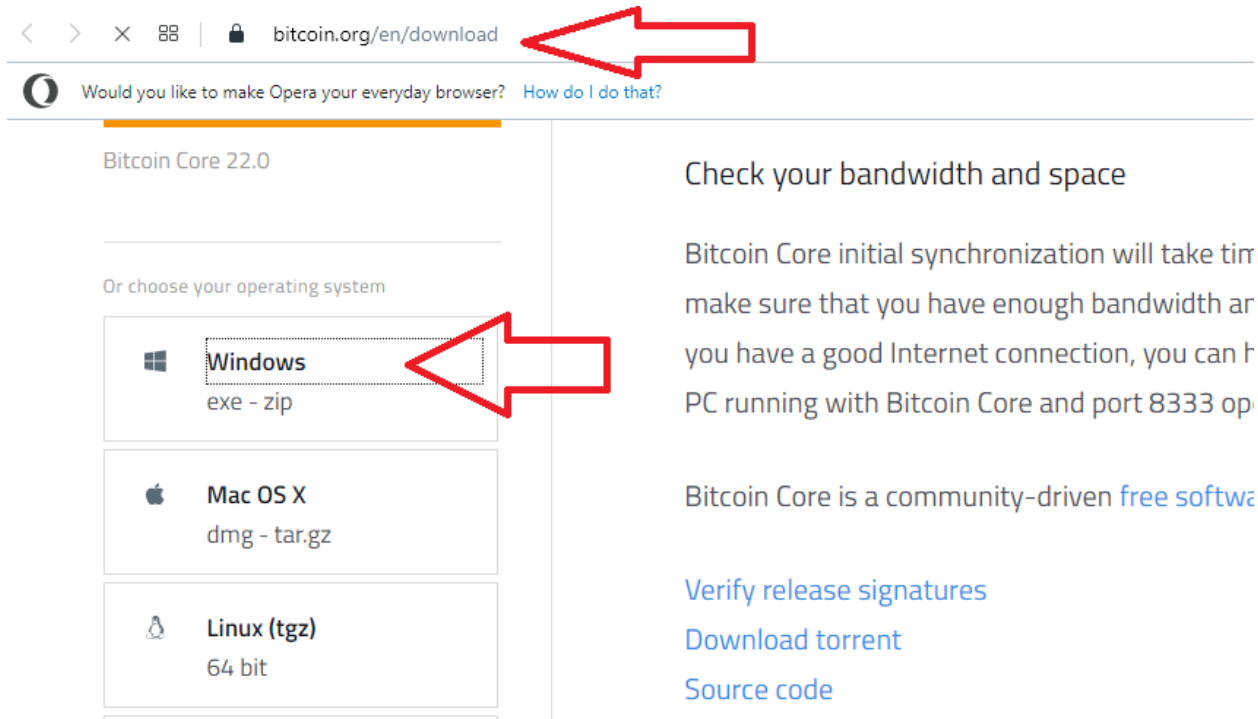 bitcoin.org/en/download
Would you like to make Opera your everyday browser? How do I do that?
Bitcoin Core 22.0
Or choose your operating system
Windows
exe - zip
Mac OS X
dmg - tar.gz
Linux (tgz)
64 bit
Check your bandwidth and space
Bitcoin Core initial synchronization will take
make sure that you have enough bandwidth
you have a good Internet connection, you can
PC running with Bitcoin Core and port 8333
Bitcoin Core is a community-driven free
Verify release signatures
Download torrent
Source code